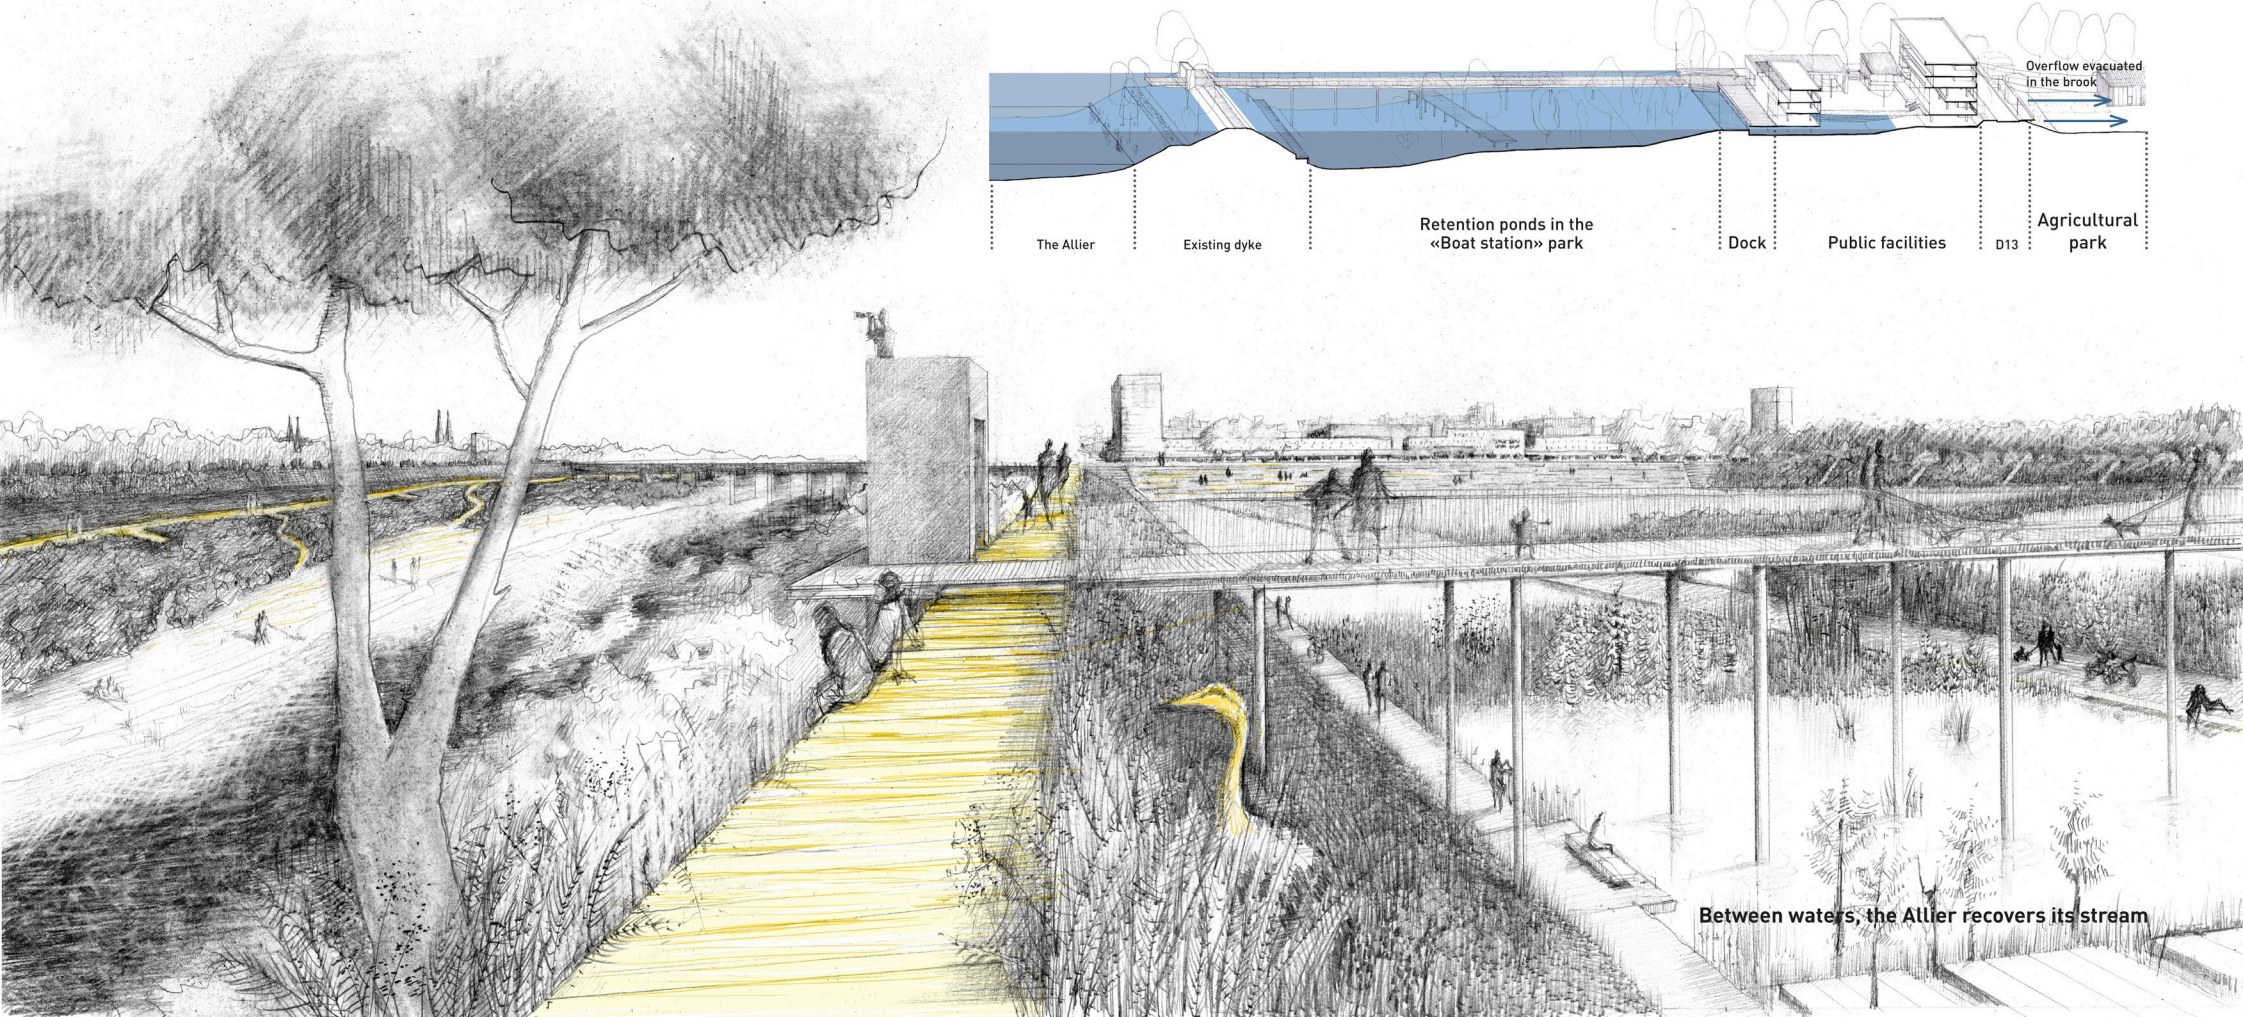 Overflow evacuated
in the brook
The Allier
Existing dyke
Retention ponds in the
«Boat station» park
Dock
Public facilities
D13
Agricultural
park
Between waters, the Allier recovers its stream